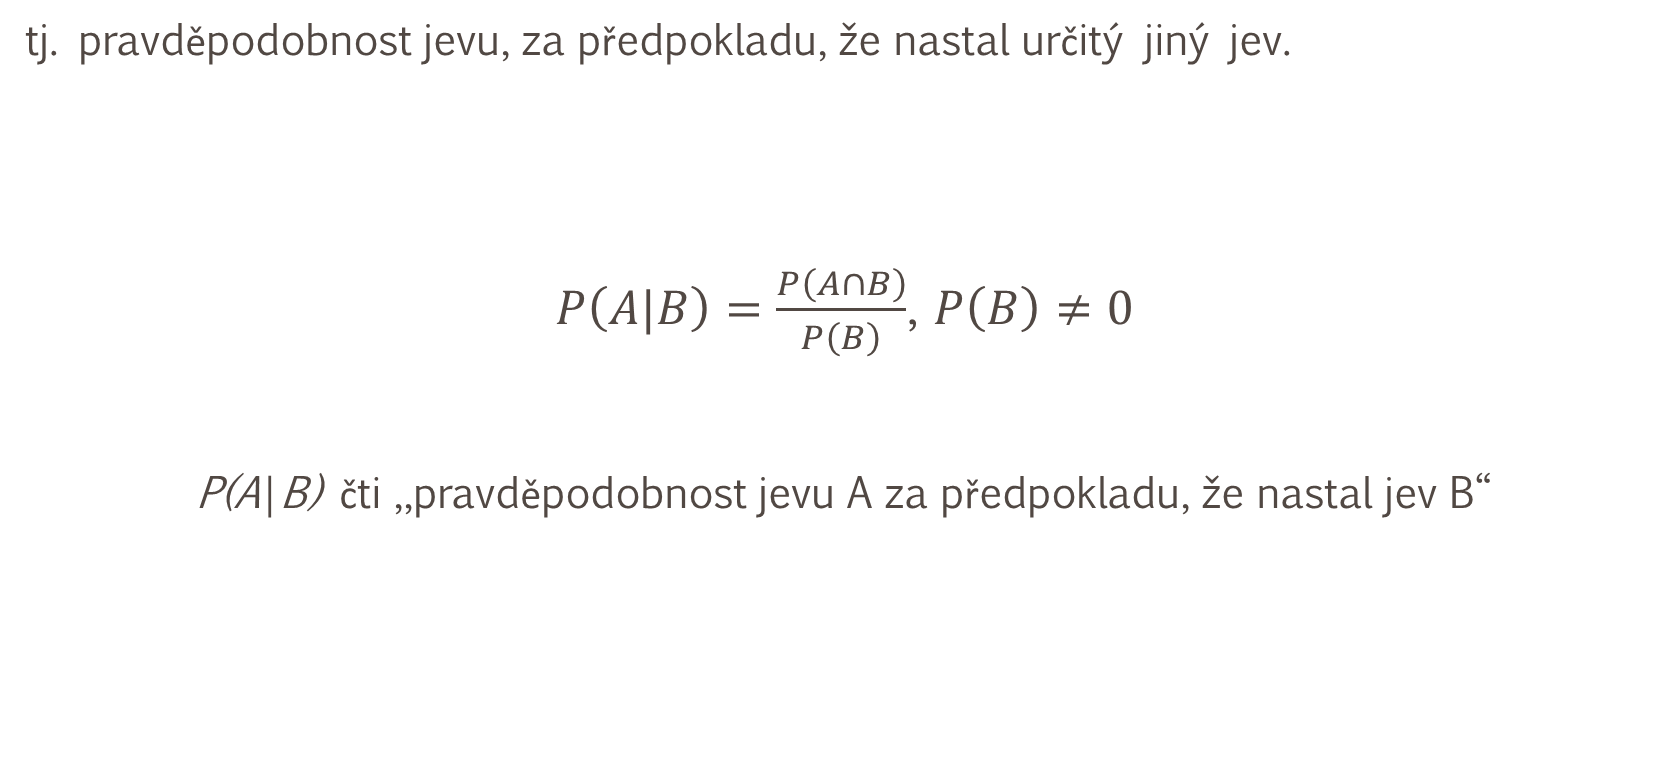 tj. pravděpodobnost jevu, za předpokladu, že nastal určitý jiný jev.
P(A|B) = P(A∩B)/P(B), P(B) ≠ 0
P(A|B) čti „pravděpodobnost jevu A za předpokladu, že nastal jev B“